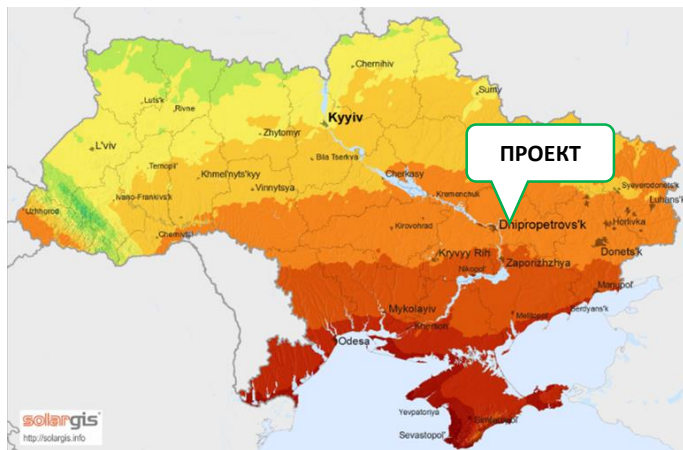 Chernihiv
Sumy
Luts'k
Rivne
Kyyiv
Zhytomyr
L'viv
ПРОЕКТ
Bila Tserkva
Ternopil'
Khmel'nyts'kyy
Cherkasy
Vinnytsya
Kremenchuk
Syeverodonets'k
Luhans'k
Ivano-Frankivs'k
Uzhhorod
Chernivtsi
Kirovohrad
Dnipropetrovs'k
Horlivka
Donets'k
Kryvyy Rih
Zaporizhzhya
Nikopol'
Mariupol'
Mykolayiv
Melitopol'
Berdyans'k
Kherson
Odesa
Yevpatoriya
Simferopol'
Sevastopol'
solargis
http://solargis.info